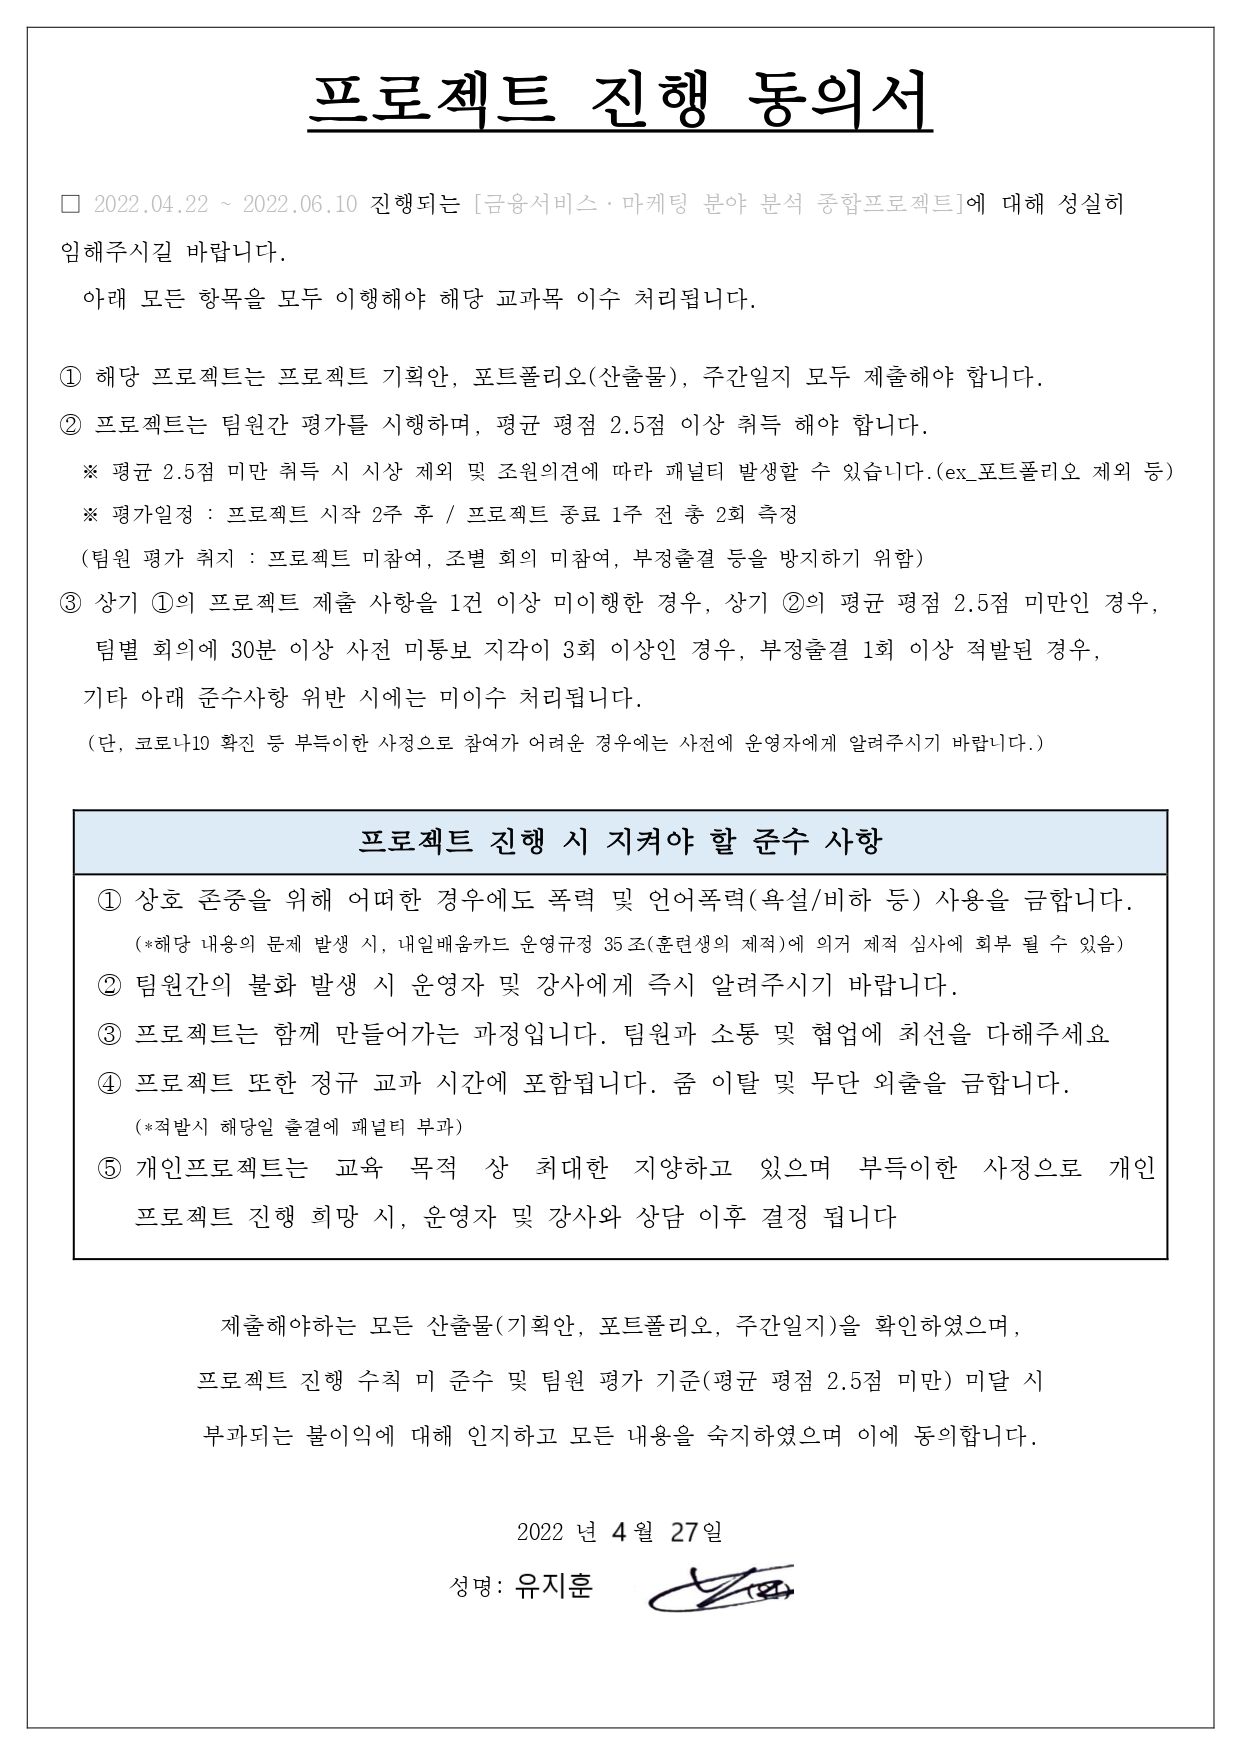 프로젝트 진행 동의서
□ 2022.04.22 ~ 2022.06.10 진행되는 [금융서비스·마케팅 분야 분석 종합프로젝트]에 대해 성실히
임해주시길 바랍니다.
아래 모든 항목을 모두 이행해야 해당 교과목 이수 처리됩니다.
① 해당 프로젝트는 프로젝트 기획안, 포트폴리오(산출물), 주간일지 모두 제출해야 합니다.
② 프로젝트는 팀원간 평가를 시행하며, 평균 평점 2.5점 이상 취득 해야 합니다.
※ 평균 2.5점 미만 취득 시 시상 제외 및 조원의견에 따라 패널티 발생할 수 있습니다.(ex_포트폴리오 제외 등)
※ 평가일정 : 프로젝트 시작 2주 후 / 프로젝트 종료 1주 전 총 2회 측정
(팀원 평가 취지 : 프로젝트 미참여, 조별 회의 미참여, 부정출결 등을 방지하기 위함)
③ 상기 ①의 프로젝트 제출 사항을 1건 이상 미이행한 경우, 상기 ②의 평균 평점 2.5점 미만인 경우,
팀별 회의에 30분 이상 사전 미통보 지각이 3회 이상인 경우, 부정출결 1회 이상 적발된 경우,
기타 아래 준수사항 위반 시에는 미이수 처리됩니다.
(단, 코로나19 확진 등 부득이한 사정으로 참여가 어려운 경우에는 사전에 운영자에게 알려주시기 바랍니다.)
프로젝트 진행 시 지켜야 할 준수 사항
① 상호 존중을 위해 어떠한 경우에도 폭력 및 언어폭력(욕설/비하 등) 사용을 금합니다.
(*해당 내용의 문제 발생 시, 내일배움카드 운영규정 35조(훈련생의 제적)에 의거 제적 심사에 회부 될 수 있음)
② 팀원간의 불화 발생 시 운영자 및 강사에게 즉시 알려주시기 바랍니다.
③ 프로젝트는 함께 만들어가는 과정입니다. 팀원과 소통 및 협업에 최선을 다해주세요
④ 프로젝트 또한 정규 교과 시간에 포함됩니다. 줌 이탈 및 무단 외출을 금합니다.
(*적발시 해당일 출결에 패널티 부과)
⑤ 개인프로젝트는 교육 목적 상 최대한 지양하고 있으며 부득이한 사정으로 개인
프로젝트 진행 희망 시, 운영자 및 강사와 상담 이후 결정 됩니다
제출해야하는 모든 산출물(기획안, 포트폴리오, 주간일지)을 확인하였으며,
프로젝트 진행 수칙 미 준수 및 팀원 평가 기준(평균 평점 2.5점 미만) 미달 시
부과되는 불이익에 대해 인지하고 모든 내용을 숙지하였으며 이에 동의합니다.
2022 년 4월 27일
성명: 유지훈